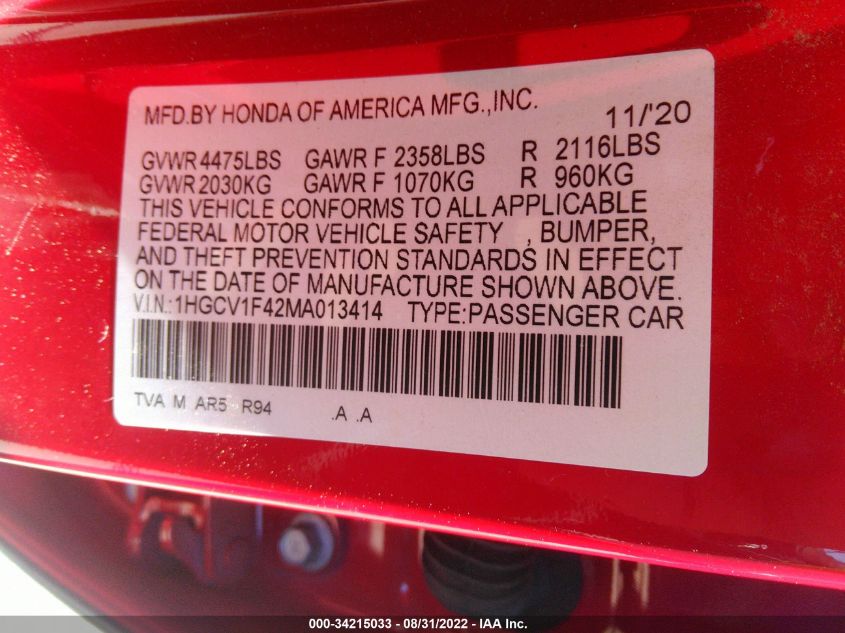 MFD.BY HONDA OF AMERICA MFG.,INC. 11/'20
GVWR 4475LBS GAWR F 2358LBS R 2116LBS
GVWR 2030KG GAWR F 1070KG R 960KG
THIS VEHICLE CONFORMS TO ALL APPLICABLE
FEDERAL MOTOR VEHICLE SAFETY , BUMPER,
AND THEFT PREVENTION STANDARDS IN EFFECT
ON THE DATE OF MANUFACTURE SHOWN ABOVE.
V.I.N.:1HGCV1F42MA013414 TYPE:PASSENGER CAR
TVA M AR5 R94 .A .A
000-34215033 - 08/31/2022 - IAA Inc.